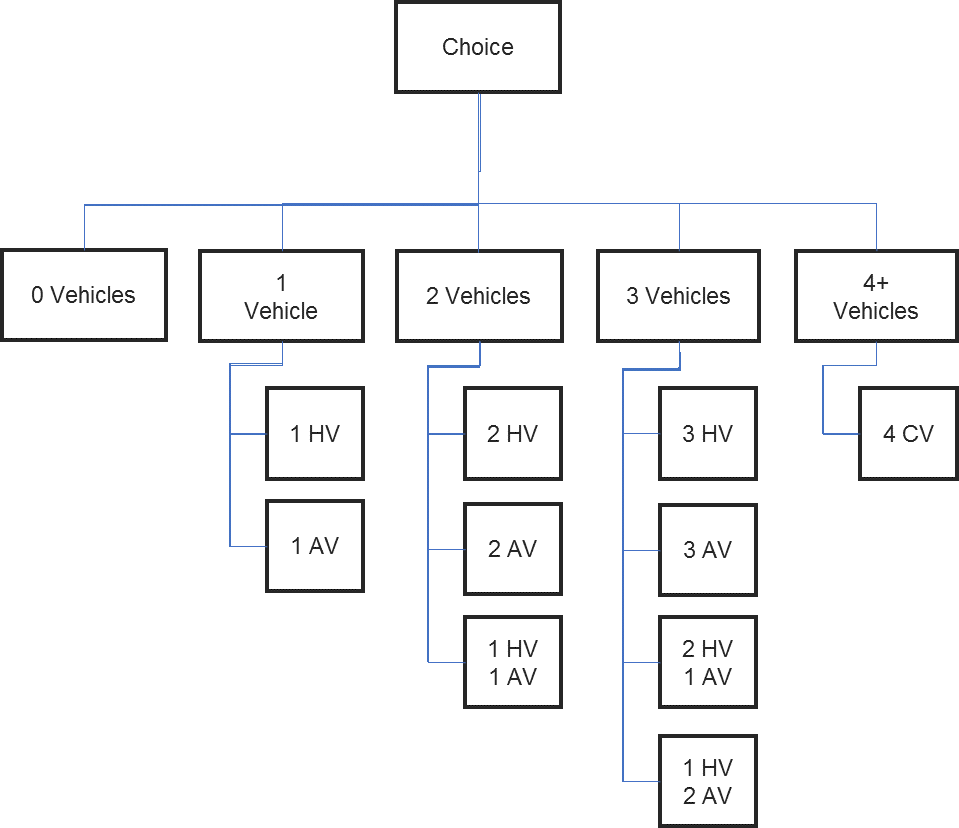 Choice
0 Vehicles
1
Vehicle
2 Vehicles
3 Vehicles
4+
Vehicles
1 HV
1 AV
2 HV
2 AV
1 HV
1 AV
3 HV
3 AV
2 HV
1 AV
1 HV
2 AV
4 CV